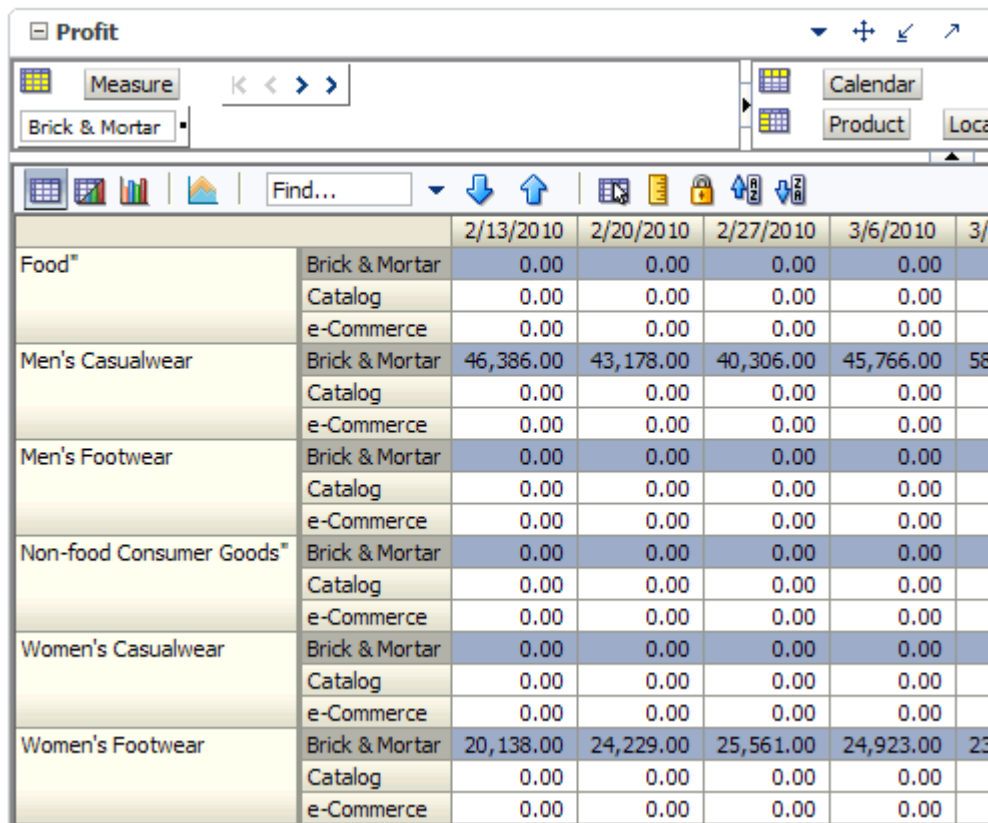 Profit
Measure
Calendar
Brick & Mortar
Product
Loca
Find...
2/13/2010 2/20/2010 2/27/2010 3/6/2010 3/
Food" Brick & Mortar 0.00 0.00 0.00 0.00
Catalog 0.00 0.00 0.00 0.00
e-Commerce 0.00 0.00 0.00 0.00
Men's Casualwear Brick & Mortar 46,386.00 43,178.00 40,306.00 45,766.00 58
Catalog 0.00 0.00 0.00 0.00
e-Commerce 0.00 0.00 0.00 0.00
Men's Footwear Brick & Mortar 0.00 0.00 0.00 0.00
Catalog 0.00 0.00 0.00 0.00
e-Commerce 0.00 0.00 0.00 0.00
Non-food Consumer Goods" Brick & Mortar 0.00 0.00 0.00 0.00
Catalog 0.00 0.00 0.00 0.00
e-Commerce 0.00 0.00 0.00 0.00
Women's Casualwear Brick & Mortar 0.00 0.00 0.00 0.00
Catalog 0.00 0.00 0.00 0.00
e-Commerce 0.00 0.00 0.00 0.00
Women's Footwear Brick & Mortar 20,138.00 24,229.00 25,561.00 24,923.00 23
Catalog 0.00 0.00 0.00 0.00
e-Commerce 0.00 0.00 0.00 0.00